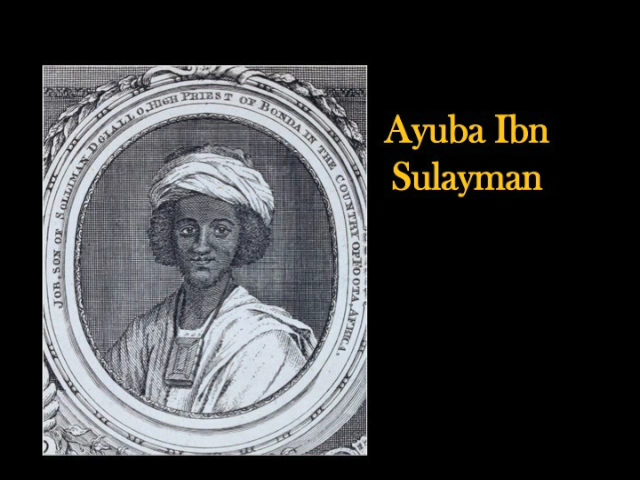 JOB, SON OF SOLLIMAN DGIALLO, HIGH PRIEST OF BONDA IN THE COUNTRY OF FOOTA, AFRICA.
Ayuba Ibn
Sulayman